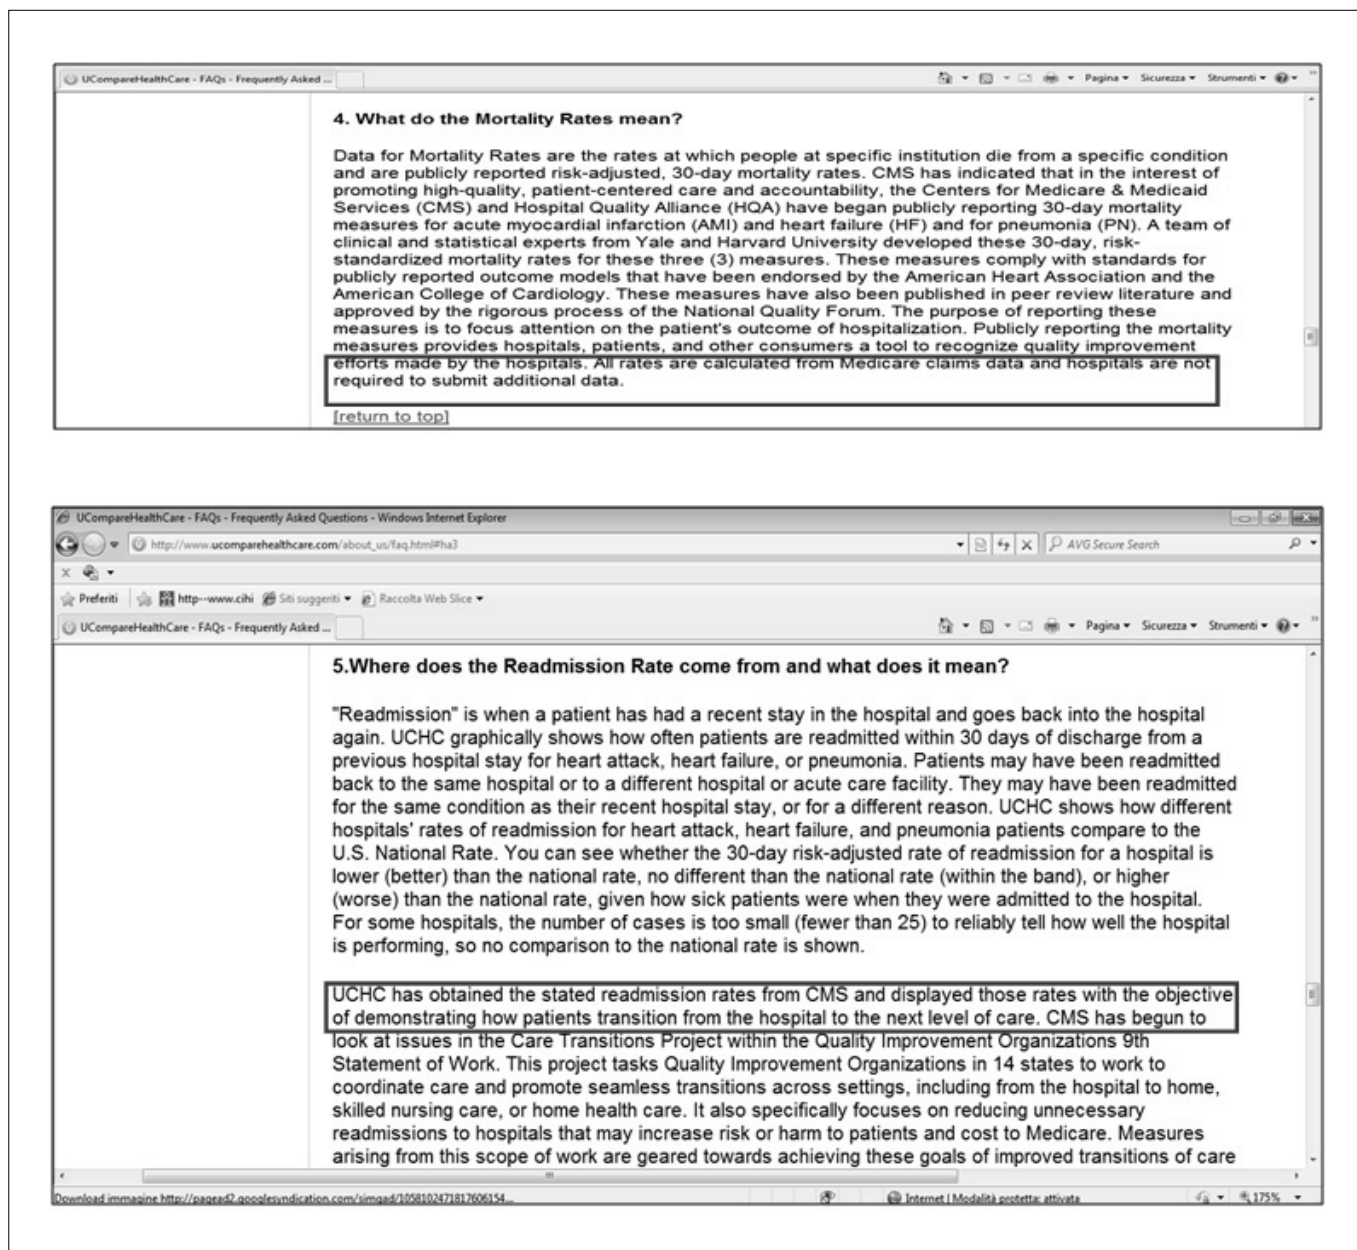 UCompareHealthCare - FAQs - Frequently Asked ...
Pagina Sicurezza Strumenti
4. What do the Mortality Rates mean?
Data for Mortality Rates are the rates at which people at specific institution die from a specific condition
and are publicly reported risk-adjusted, 30-day mortality rates. CMS has indicated that in the interest of
promoting high-quality, patient-centered care and accountability, the Centers for Medicare & Medicaid
Services (CMS) and Hospital Quality Alliance (HQA) have began publicly reporting 30-day mortality
measures for acute myocardial infarction (AMI) and heart failure (HF) and for pneumonia (PN). A team of
clinical and statistical experts from Yale and Harvard University developed these 30-day, risk-
standardized mortality rates for these three (3) measures. These measures comply with standards for
publicly reported outcome models that have been endorsed by the American Heart Association and the
American College of Cardiology. These measures have also been published in peer review literature and
approved by the rigorous process of the National Quality Forum. The purpose of reporting these
measures is to focus attention on the patient's outcome of hospitalization. Publicly reporting the mortality
measures provides hospitals, patients, and other consumers a tool to recognize quality improvement
efforts made by the hospitals. All rates are calculated from Medicare claims data and hospitals are not
required to submit additional data.
[return to top]
UCompareHealthCare - FAQs - Frequently Asked Questions - Windows Internet Explorer
http://www.ucomparehealthcare.com/about_us/faq.html#ha3
AVG Secure Search
X
Preferiti http--www.cihi Siti suggeriti Raccolta Web Slice
UCompareHealthCare - FAQs - Frequently Asked ...
Pagina Sicurezza Strumenti
5.Where does the Readmission Rate come from and what does it mean?
"Readmission" is when a patient has had a recent stay in the hospital and goes back into the hospital
again. UCHC graphically shows how often patients are readmitted within 30 days of discharge from a
previous hospital stay for heart attack, heart failure, or pneumonia. Patients may have been readmitted
back to the same hospital or to a different hospital or acute care facility. They may have been readmitted
for the same condition as their recent hospital stay, or for a different reason. UCHC shows how different
hospitals' rates of readmission for heart attack, heart failure, and pneumonia patients compare to the
U.S. National Rate. You can see whether the 30-day risk-adjusted rate of readmission for a hospital is
lower (better) than the national rate, no different than the national rate (within the band), or higher
(worse) than the national rate, given how sick patients were when they were admitted to the hospital.
For some hospitals, the number of cases is too small (fewer than 25) to reliably tell how well the hospital
is performing, so no comparison to the national rate is shown.
UCHC has obtained the stated readmission rates from CMS and displayed those rates with the objective
of demonstrating how patients transition from the hospital to the next level of care. CMS has begun to
look at issues in the Care Transitions Project within the Quality Improvement Organizations 9th
Statement of Work. This project tasks Quality Improvement Organizations in 14 states to work to
coordinate care and promote seamless transitions across settings, including from the hospital to home,
skilled nursing care, or home health care. It also specifically focuses on reducing unnecessary
readmissions to hospitals that may increase risk or harm to patients and cost to Medicare. Measures
arising from this scope of work are geared towards achieving these goals of improved transitions of care
Download immagine http://pagead2.googlesyndication.com/simgad/1058102471817606154...
Internet | Modalità protetta: attivata
175%